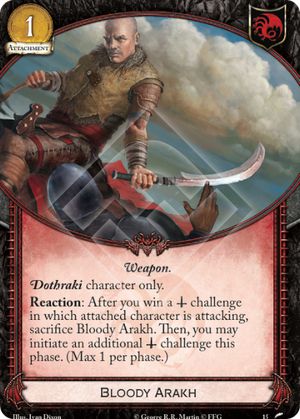 1
ATTACHMENT
Weapon.
Dothraki character only.
Reaction: After you win a challenge
in which attached character is attacking,
sacrifice Bloody Arakh. Then, you may
initiate an additional challenge this
phase. (Max 1 per phase.)
BLOODY ARAKH
Illus. Ivan Dixon © George R.R. Martin © FFG 15